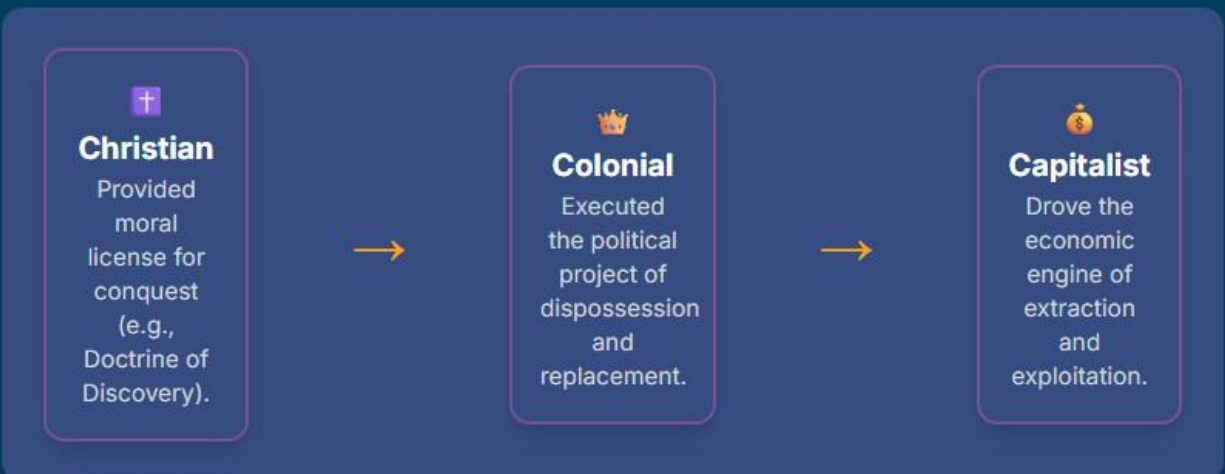 Christian
Provided
moral
license for
conquest
(e.g.,
Doctrine of
Discovery).
→
Colonial
Executed
the political
project of
dispossession
and
replacement.
→
Capitalist
Drove the
economic
engine of
extraction
and
exploitation.